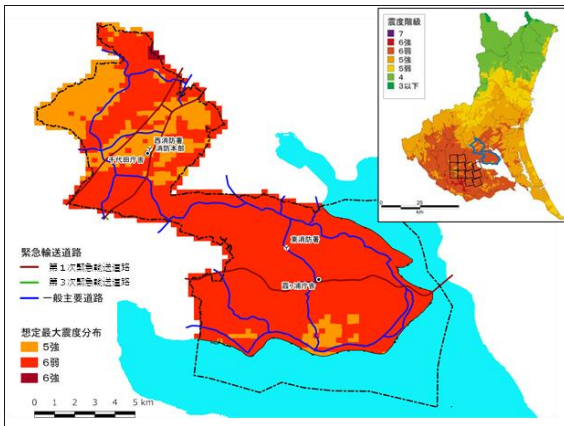 震度階級
7
6強
6弱
5強
5弱
4
3以下
0 25
km
西消防署
消防本部
千代田庁舎
東消防署
霞ヶ浦庁舎
緊急輸送道路
第1次緊急輸送道路
第3次緊急輸送道路
一般主要道路
想定最大震度分布
5強
6弱
6強
0 1 2 3 4 5 km